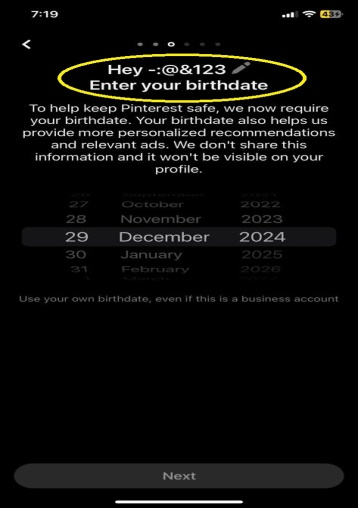 7:19
43
Hey -:@&123
Enter your birthdate
To help keep Pinterest safe, we now require
your birthdate. Your birthdate also helps us
provide more personalized recommendations
and relevant ads. We don't share this
information and it won't be visible on your
profile.
27 October 2022
28 November 2023
29 December 2024
30 January 2025
31 February 2026
Use your own birthdate, even if this is a business account
Next